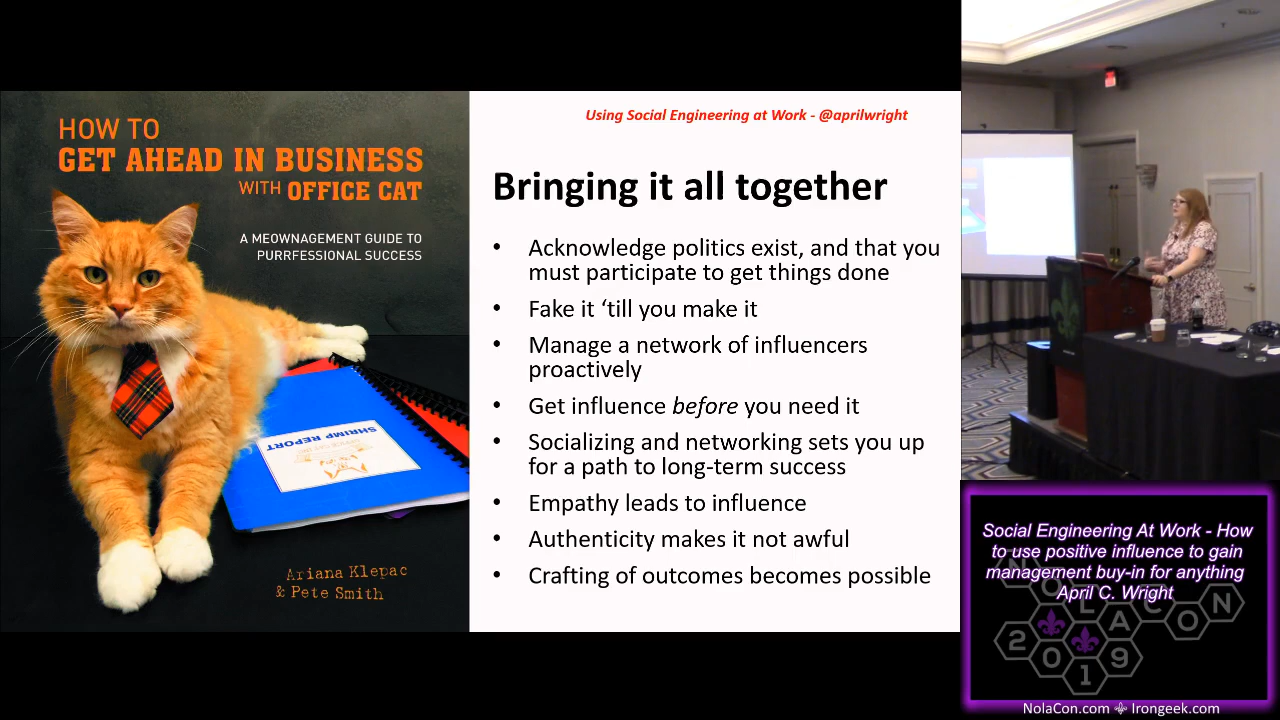 HOW TO
GET AHEAD IN BUSINESS
WITH OFFICE CAT
A MEOWNAGEMENT GUIDE TO
PURRFESSIONAL SUCCESS
SHRIMP REPORT
Ariana Klepac
& Pete Smith
Using Social Engineering at Work - @aprilwright
Bringing it all together
• Acknowledge politics exist, and that you
must participate to get things done
• Fake it ‘till you make it
• Manage a network of influencers
proactively
• Get influence before you need it
• Socializing and networking sets you up
for a path to long-term success
• Empathy leads to influence
• Authenticity makes it not awful
• Crafting of outcomes becomes possible
Social Engineering At Work - How
to use positive influence to gain
management buy-in for anything
April C. Wright
NOLACON
2019
NolaCon.com Irongeek.com